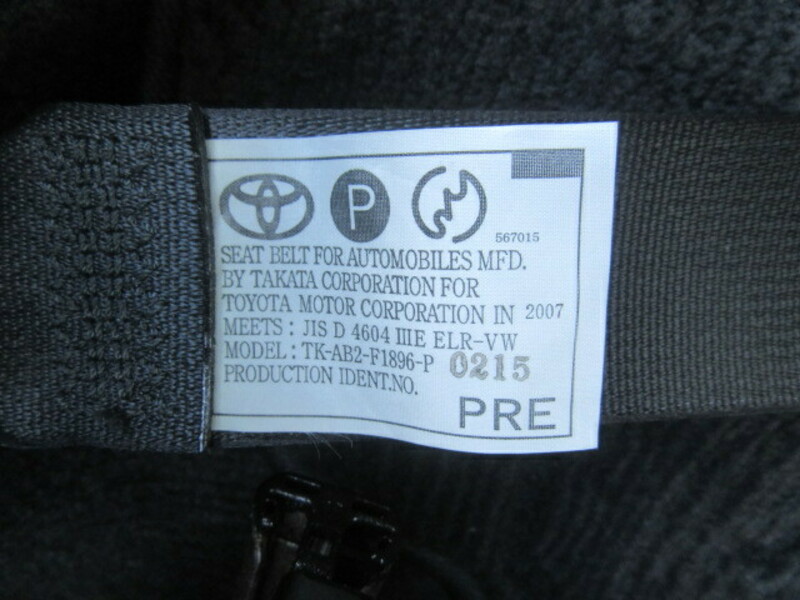 P
567015
SEAT BELT FOR AUTOMOBILES MFD.
BY TAKATA CORPORATION FOR
TOYOTA MOTOR CORPORATION IN 2007
MEETS : JIS D 4604 IIIE ELR-VW
MODEL : TK-AB2-F1896-P 0215
PRODUCTION IDENT.NO.
PRE